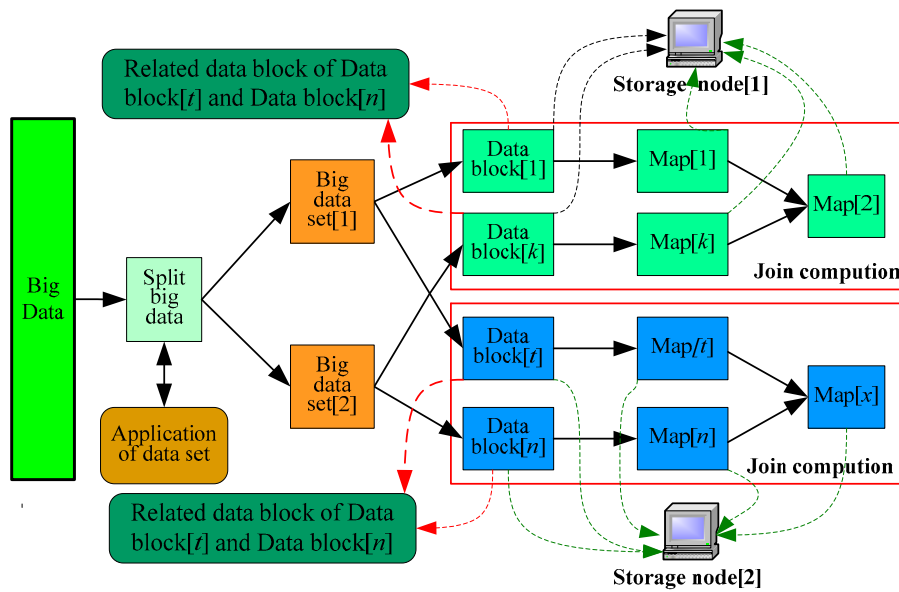 Related data block of Data
block[t] and Data block[n]
Storage node[1]
Big
Data
Split
big
data
Application
of data set
Big
data
set[1]
Big
data
set[2]
Data
block[1]
Map[1]
Map[2]
Data
block[k]
Map[k]
Join compution
Data
block[t]
Map[t]
Map[x]
Data
block[n]
Map[n]
Join compution
Related data block of Data
block[t] and Data block[n]
Storage node[2]